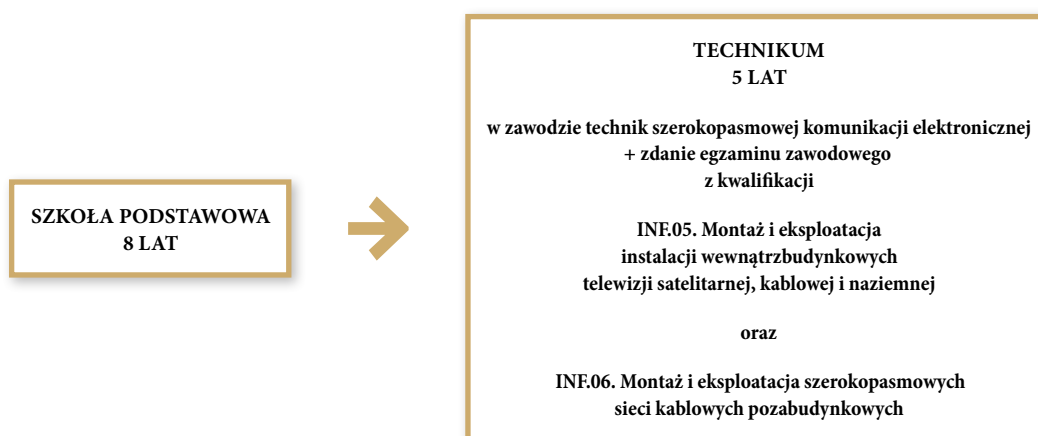 SZKOŁA PODSTAWOWA
8 LAT
TECHNIKUM
5 LAT
w zawodzie technik szerokopasmowej komunikacji elektronicznej
+ zdanie egzaminu zawodowego
z kwalifikacji
INF.05. Montaż i eksploatacja
instalacji wewnątrzbudynkowych
telewizji satelitarnej, kablowej i naziemnej
oraz
INF.06. Montaż i eksploatacja szerokopasmowych
sieci kablowych pozabudynkowych